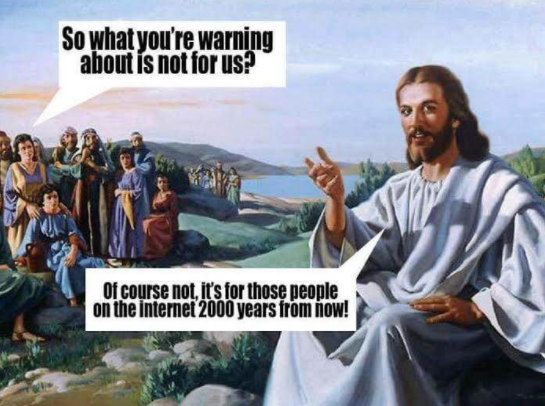 So what you're warning
about is not for us?
Of course not, it's for those people
on the internet 2000 years from now!